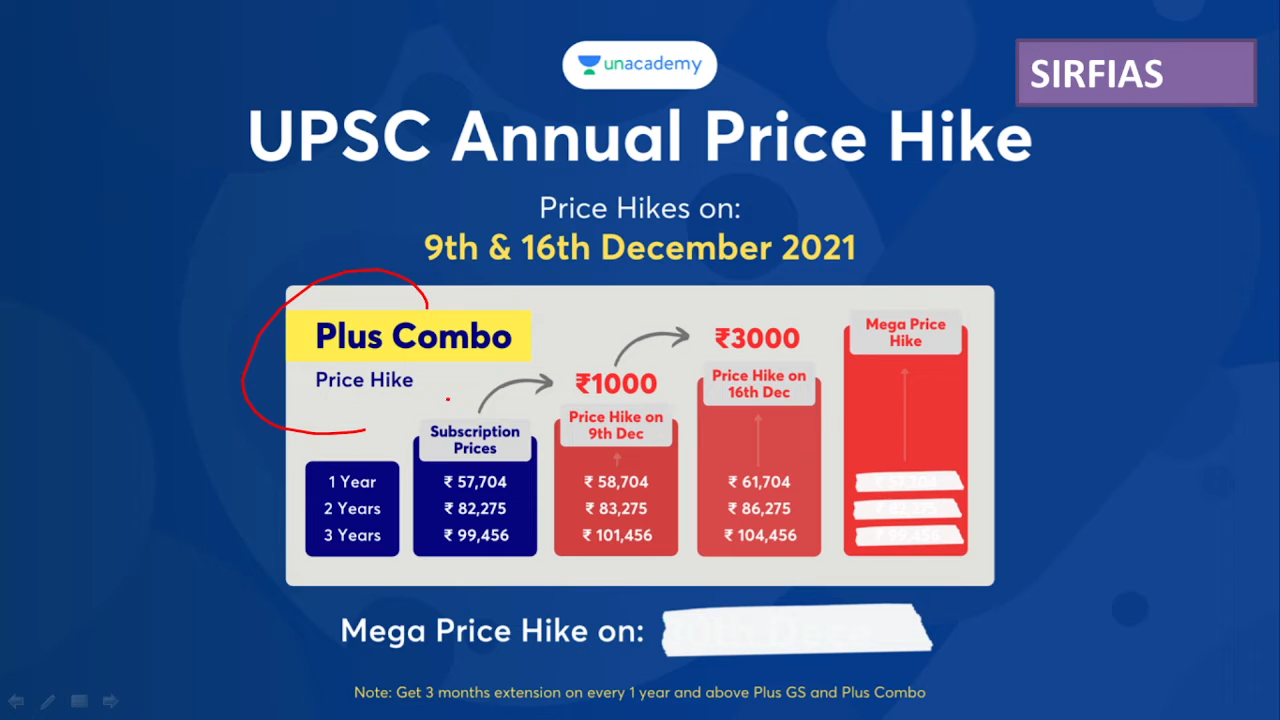 unacademy
SIRFIAS
UPSC Annual Price Hike
Price Hikes on:
9th & 16th December 2021
Plus Combo
Price Hike
Subscription
Prices
₹1000
Price Hike on
9th Dec
₹3000
Price Hike on
16th Dec
Mega Price
Hike
1 Year ₹ 57,704 ₹ 58,704 ₹ 61,704
2 Years ₹ 82,275 ₹ 83,275 ₹ 86,275
3 Years ₹ 99,456 ₹ 101,456 ₹ 104,456
Mega Price Hike on:
Note: Get 3 months extension on every 1 year and above Plus GS and Plus Combo